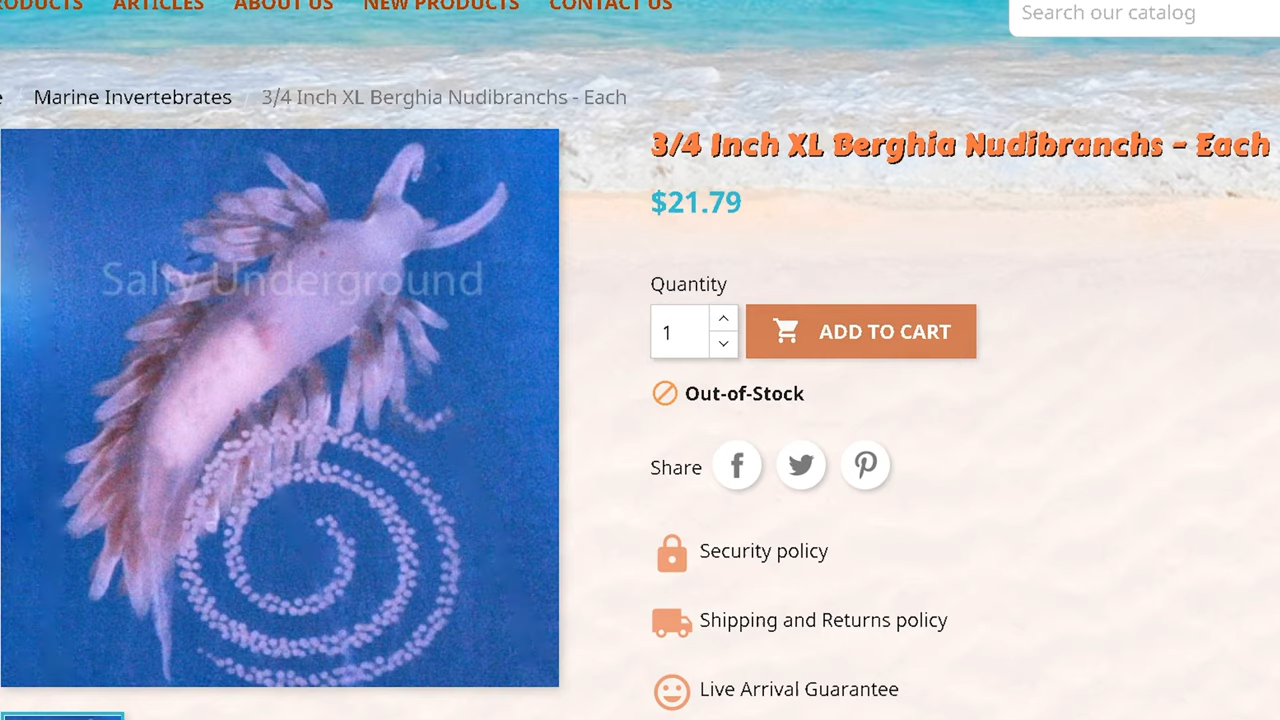 ARTICLES
ABOUT US
NEW PRODUCTS
CONTACT US
Search our catalog
Marine Invertebrates
3/4 Inch XL Berghia Nudibranchs - Each
Salty Underground
3/4 Inch XL Berghia Nudibranchs - Each
$21.79
Quantity
1
ADD TO CART
Out-of-Stock
Share
Security policy
Shipping and Returns policy
Live Arrival Guarantee